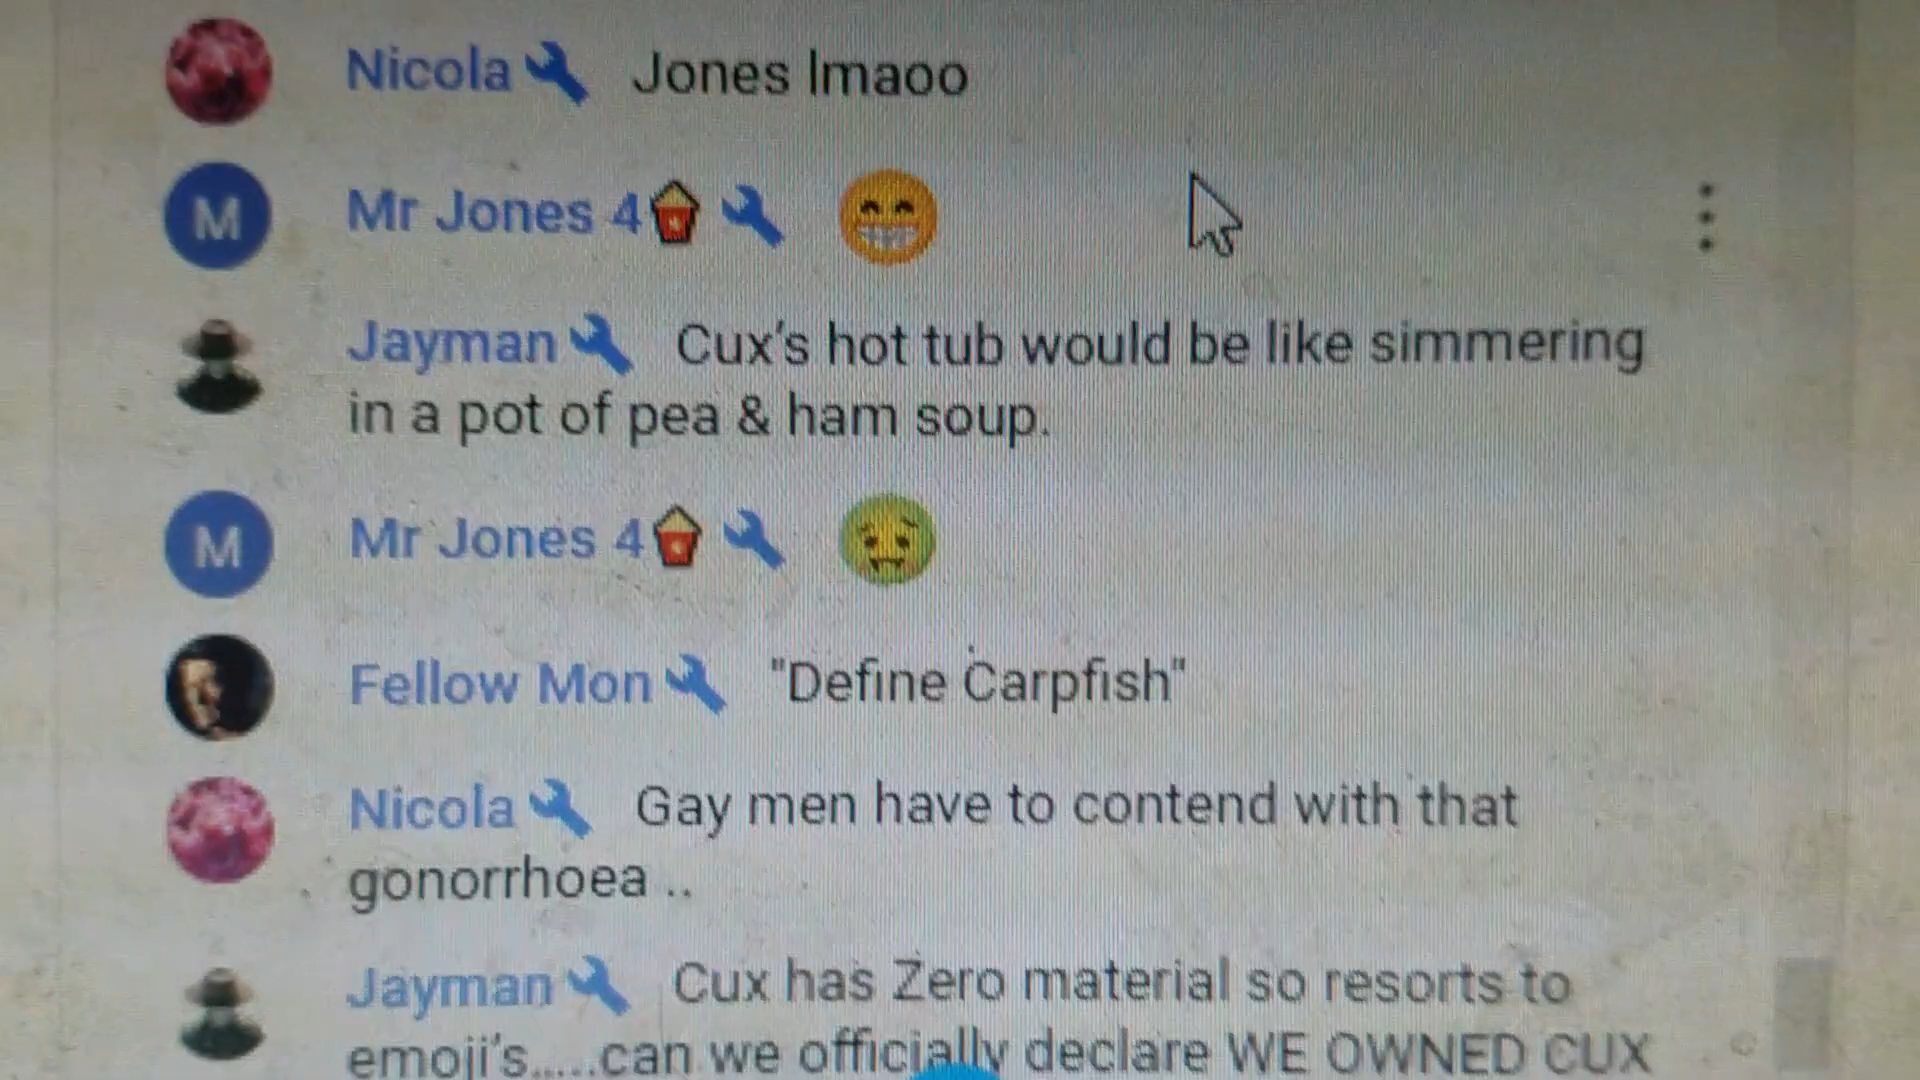 Nicola Jones lmaoo
M Mr Jones 4
Jayman Cux's hot tub would be like simmering
in a pot of pea & ham soup.
M Mr Jones 4
Fellow Mon "Define Carpfish"
Nicola Gay men have to contend with that
gonorrhoea ..
Jayman Cux has Zero material so resorts to
emoji's.....can we officially declare WE OWNED CUX